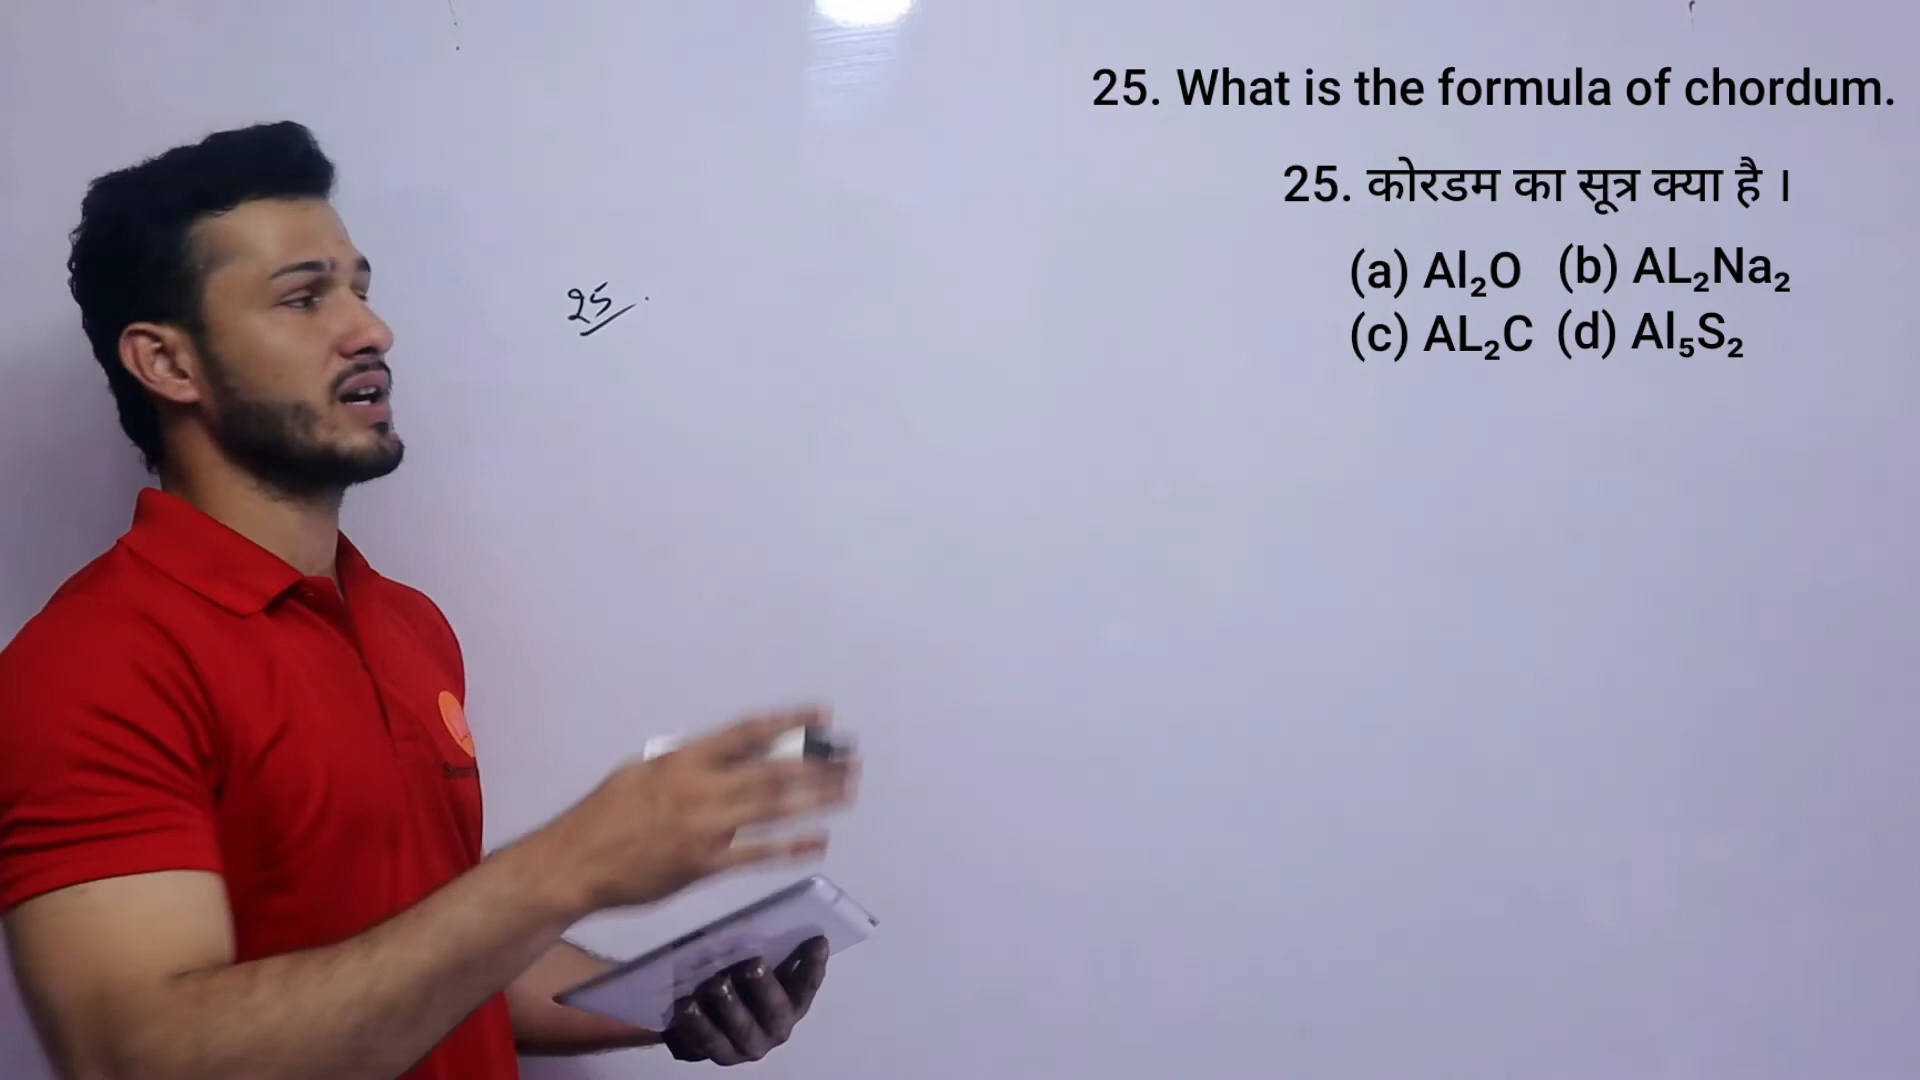 25. What is the formula of chordum.
25. कोरडम का सूत्र क्या है ।
(a) Al₂O (b) AL₂Na₂
(c) AL₂C (d) Al₅S₂
25.